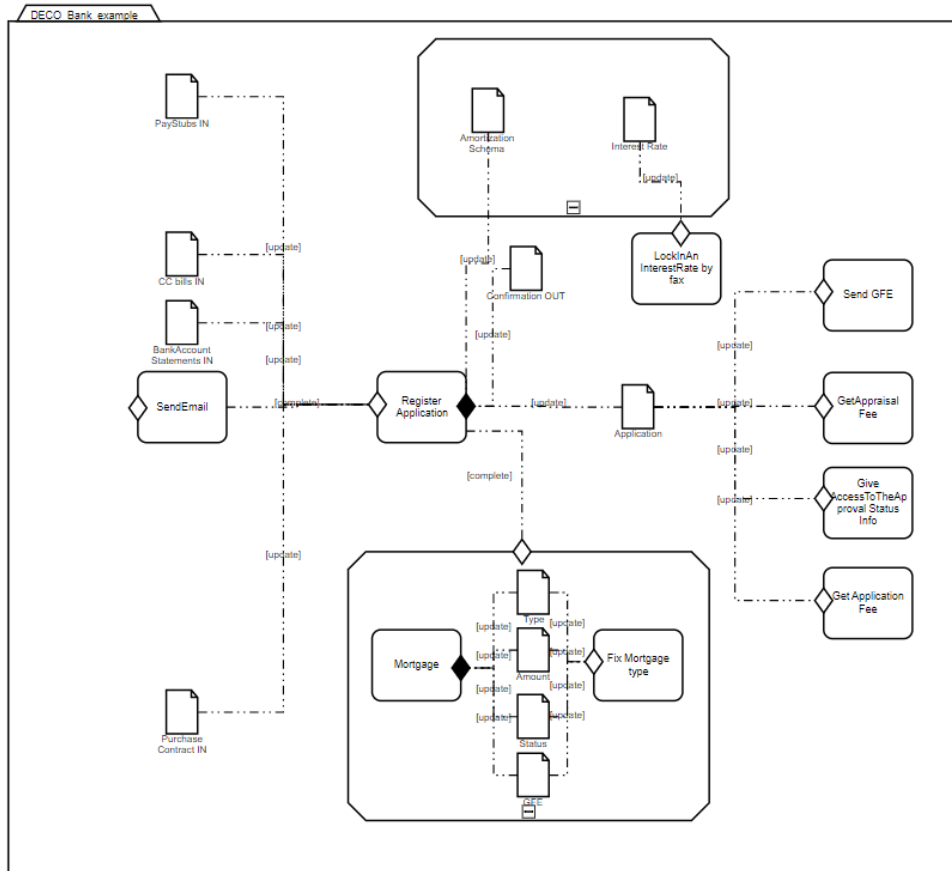 DECO_Bank_example
PayStubs IN
Amortization
Schema
Interest Rate
[update]
CC bills IN
[update]
[update]
Confirmation OUT
LockInAn
InterestRate by
fax
Send GFE
BankAccount
Statements IN
[update]
[update]
[update]
[update]
SendEmail
[complete]
Register
Application
[update]
Application
[update]
GetAppraisal
Fee
[update]
[complete]
[update]
Give
AccessToTheAp
proval Status
Info
[update]
Get Application
Fee
Type
[update]
[update]
Mortgage
[update]
Amount
[update]
Fix Mortgage
type
[update]
[update]
[update]
Status
[update]
GFE
Purchase
Contract IN